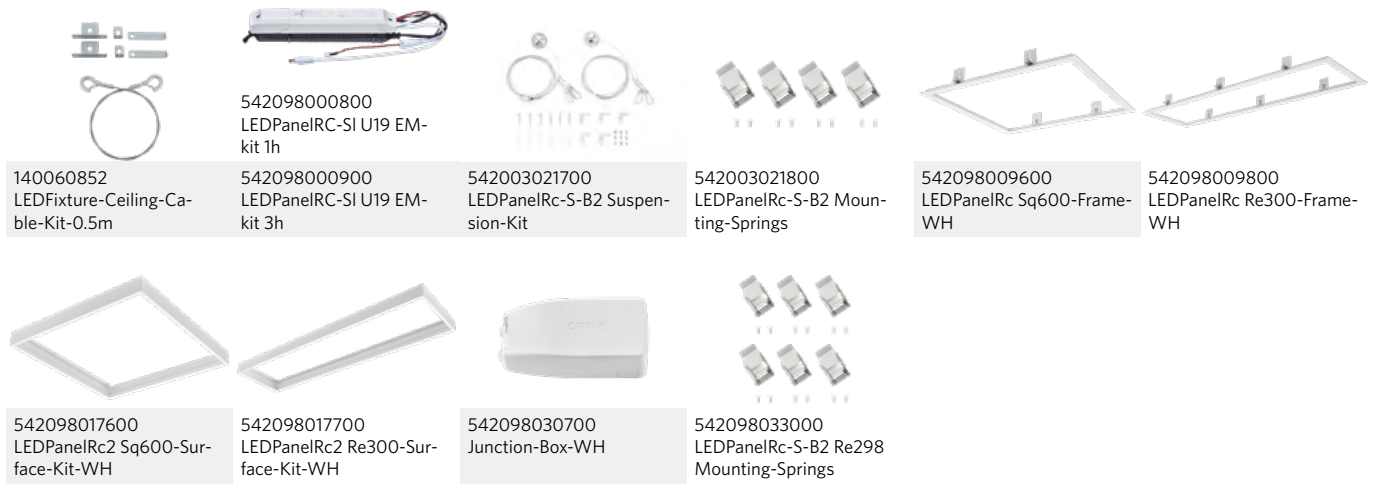 542098000800
LEDPanelRC-Sl U19 EM-
kit 1h
140060852
LEDFixture-Ceiling-Ca-
ble-Kit-0.5m
542098000900
LEDPanelRC-Sl U19 EM-
kit 3h
542003021700
LEDPanelRc-S-B2 Suspen-
sion-Kit
542003021800
LEDPanelRc-S-B2 Moun-
ting-Springs
542098009600
LEDPanelRc Sq600-Frame-
WH
542098009800
LEDPanelRc Re300-Frame-
WH
OPPLE
542098017600
LEDPanelRc2 Sq600-Sur-
face-Kit-WH
542098017700
LEDPanelRc2 Re300-Sur-
face-Kit-WH
542098030700
Junction-Box-WH
542098033000
LEDPanelRc-S-B2 Re298
Mounting-Springs